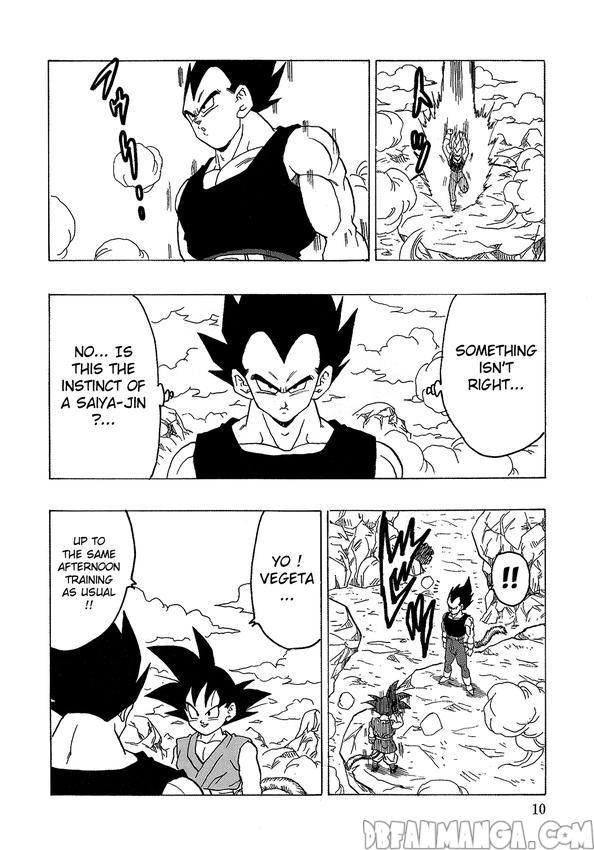 SOMETHING
ISN'T
RIGHT...
NO... IS
THIS THE
INSTINCT OF
A SAIYA-JIN
?...
!!
YO !
VEGETA
...
UP TO
THE SAME
AFTERNOON
TRAINING
AS USUAL
!!
10
DBFANMANGA.COM